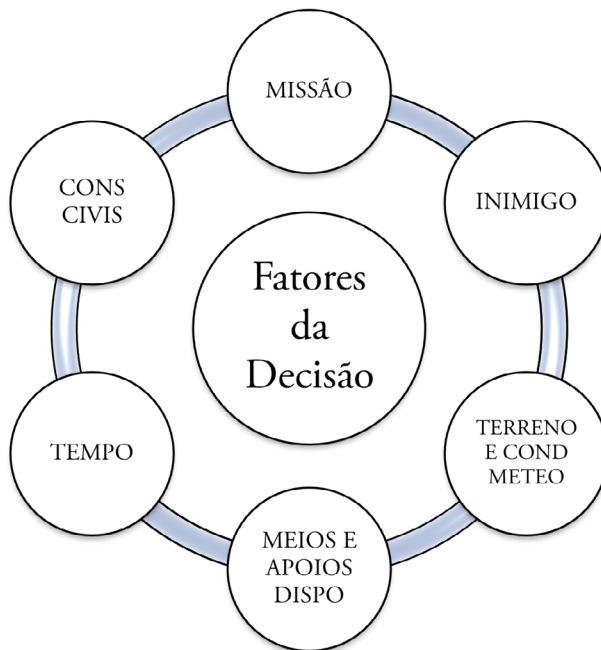 MISSÃO
INIMIGO
TERRENO
E COND
METEO
MEIOS E
APOIOS
DISPO
TEMPO
CONS
CIVIS
Fatores
da
Decisão